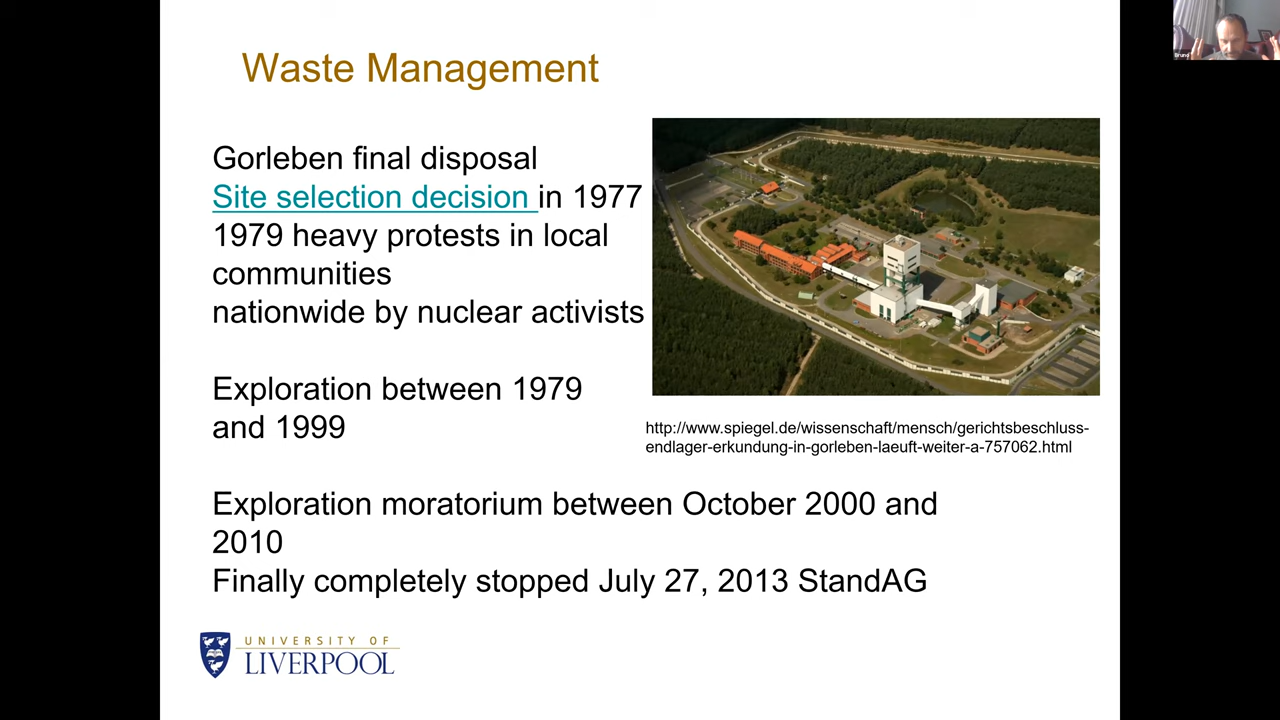 Waste Management
Gorleben final disposal
Site selection decision in 1977
1979 heavy protests in local
communities
nationwide by nuclear activists
Exploration between 1979
and 1999
http://www.spiegel.de/wissenschaft/mensch/gerichtsbeschluss-
endlager-erkundung-in-gorleben-laeuft-weiter-a-757062.html
Exploration moratorium between October 2000 and
2010
Finally completely stopped July 27, 2013 StandAG
UNIVERSITY OF
LIVERPOOL